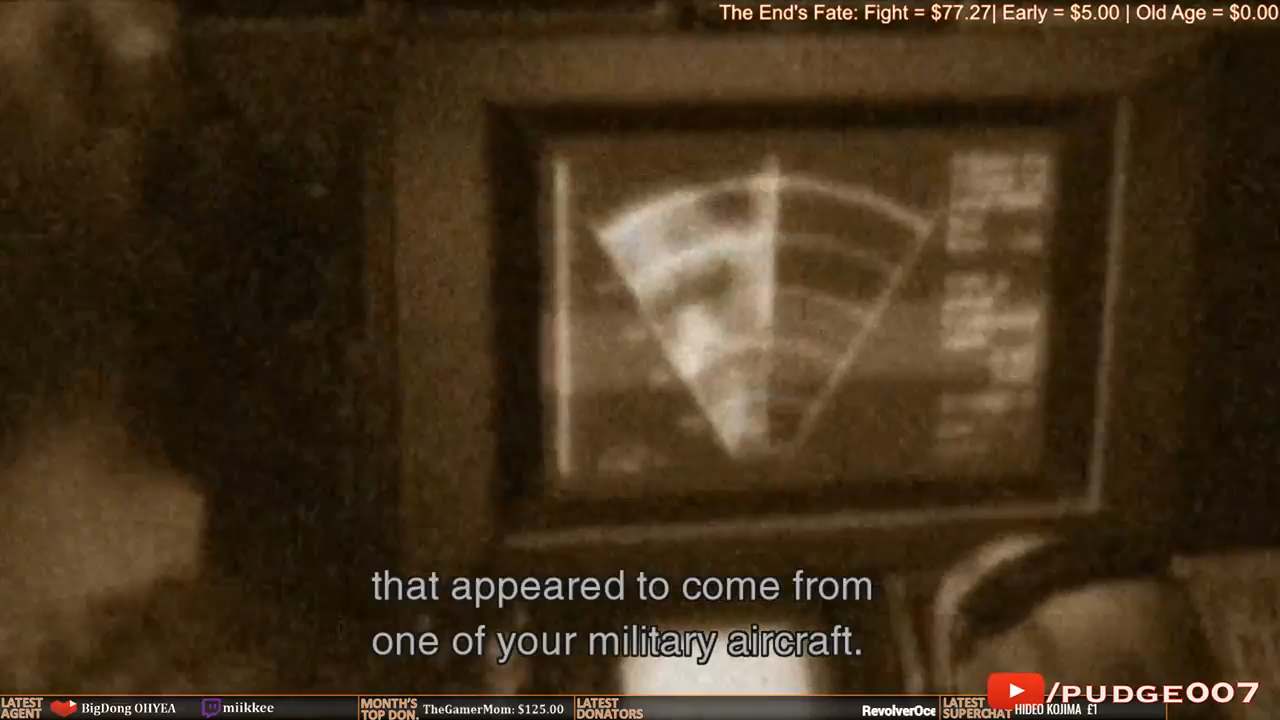 The End's Fate: Fight = $77.27| Early = $5.00 | Old Age = $0.00
that appeared to come from
one of your military aircraft.
LATEST AGENT
BigDong OHYEA
miikkee
MONTH'S TOP DON.
TheGamerMom: $125.00
LATEST DONATORS
RevolverOce
LATEST SUPERCHAT
HIDEO KOJIMA £1
/PUDGE007